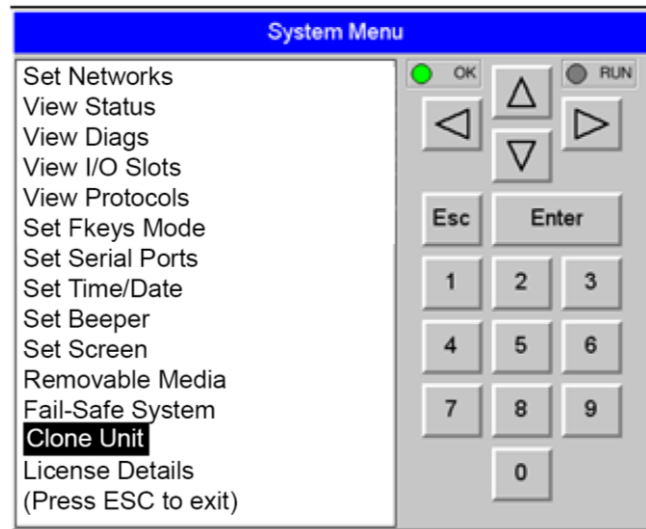 System Menu
Set Networks
View Status
View Diags
View I/O Slots
View Protocols
Set Fkeys Mode
Set Serial Ports
Set Time/Date
Set Beeper
Set Screen
Removable Media
Fail-Safe System
Clone Unit
License Details
(Press ESC to exit)
OK
RUN
Esc
Enter
1
2
3
4
5
6
7
8
9
0